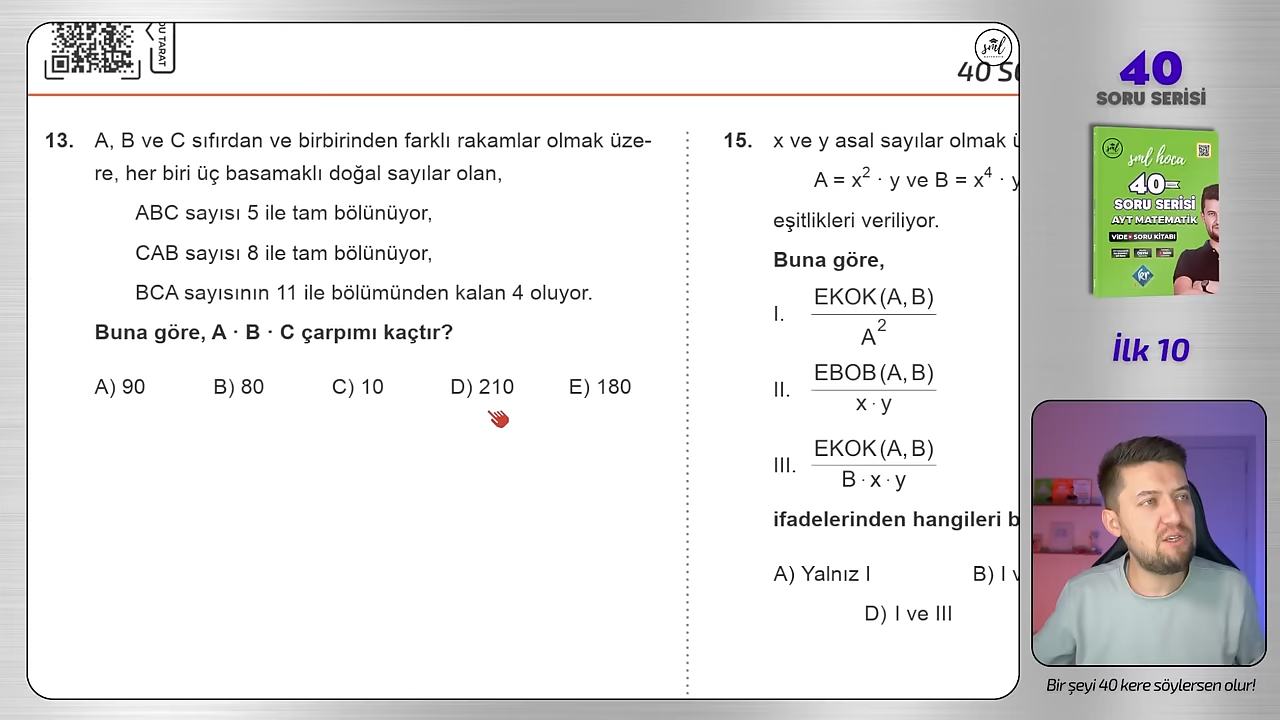 DU TARAT
sml
40 SO
13. A, B ve C sıfırdan ve birbirinden farklı rakamlar olmak üze-
re, her biri üç basamaklı doğal sayılar olan,
ABC sayısı 5 ile tam bölünüyor,
CAB sayısı 8 ile tam bölünüyor,
BCA sayısının 11 ile bölümünden kalan 4 oluyor.
Buna göre, A · B · C çarpımı kaçtır?
A) 90 B) 80 C) 10 D) 210 E) 180
15. x ve y asal sayılar olmak ü
A = x² · y ve B = x⁴ · y
eşitlikleri veriliyor.
Buna göre,
I. EKOK(A, B)
A²
II. EBOB(A, B)
x · y
III. EKOK(A, B)
B · x · y
ifadelerinden hangileri b
A) Yalnız I B) I v
D) I ve III
40
SORU SERİSİ
sml hoca
40
SORU SERİSİ
AYT MATEMATİK
VİDEO SORU KİTABI
İlk 10
Bir şeyi 40 kere söylersen olur!